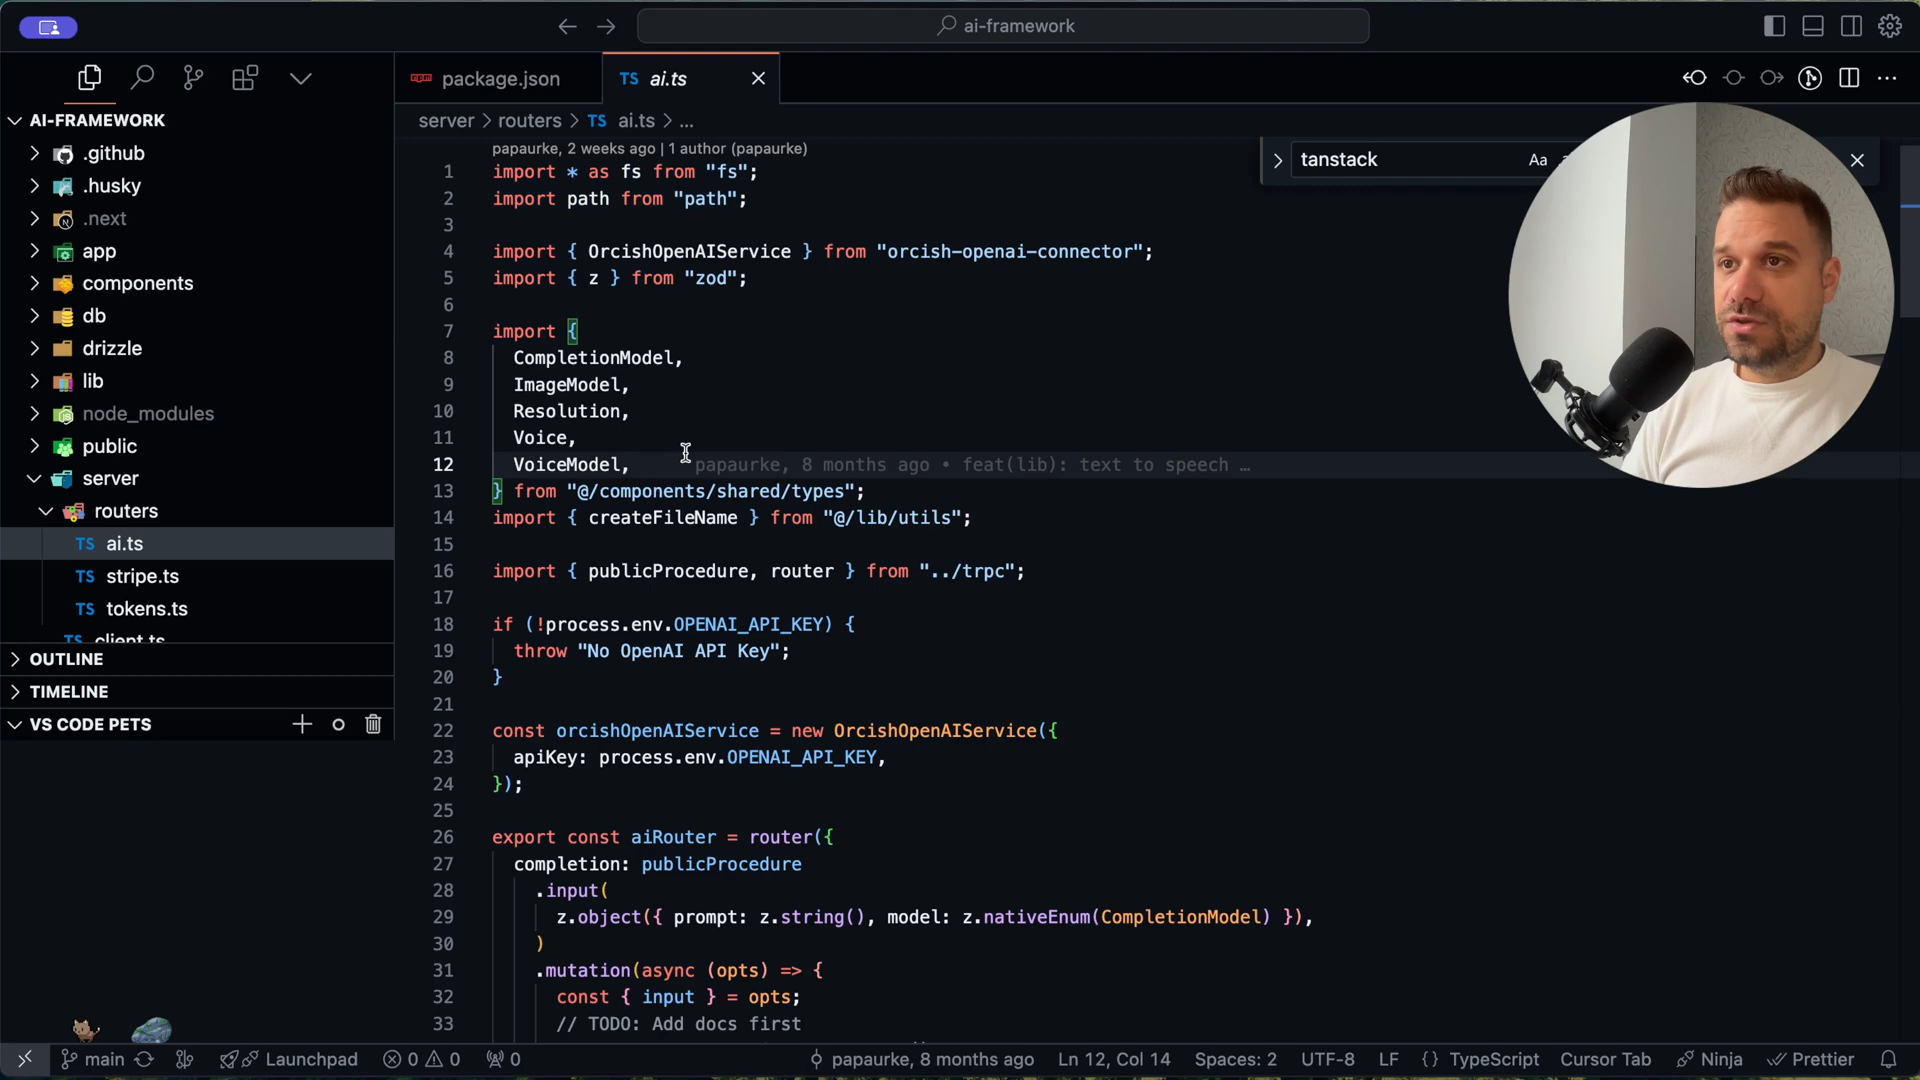 ai-framework
package.json
TS ai.ts
AI-FRAMEWORK
.github
.husky
.next
app
components
db
drizzle
lib
node_modules
public
server
routers
TS ai.ts
TS stripe.ts
TS tokens.ts
TS client.ts
OUTLINE
TIMELINE
VS CODE PETS
server > routers > TS ai.ts > ...
tanstack Aa
papaurke, 2 weeks ago | 1 author (papaurke)
1 import * as fs from "fs";
2 import path from "path";
3
4 import { OrcishOpenAIService } from "orcish-openai-connector";
5 import { z } from "zod";
6
7 import {
8 CompletionModel,
9 ImageModel,
10 Resolution,
11 Voice,
12 VoiceModel, papaurke, 8 months ago • feat(lib): text to speech …
13 } from "@/components/shared/types";
14 import { createFileName } from "@/lib/utils";
15
16 import { publicProcedure, router } from "../trpc";
17
18 if (!process.env.OPENAI_API_KEY) {
19 throw "No OpenAI API Key";
20 }
21
22 const orcishOpenAIService = new OrcishOpenAIService({
23 apiKey: process.env.OPENAI_API_KEY,
24 });
25
26 export const aiRouter = router({
27 completion: publicProcedure
28 .input(
29 z.object({ prompt: z.string(), model: z.nativeEnum(CompletionModel) }),
30 )
31 .mutation(async (opts) => {
32 const { input } = opts;
33 // TODO: Add docs first
main Launchpad 0 0 0 papaurke, 8 months ago Ln 12, Col 14 Spaces: 2 UTF-8 LF {} TypeScript Cursor Tab Ninja Prettier